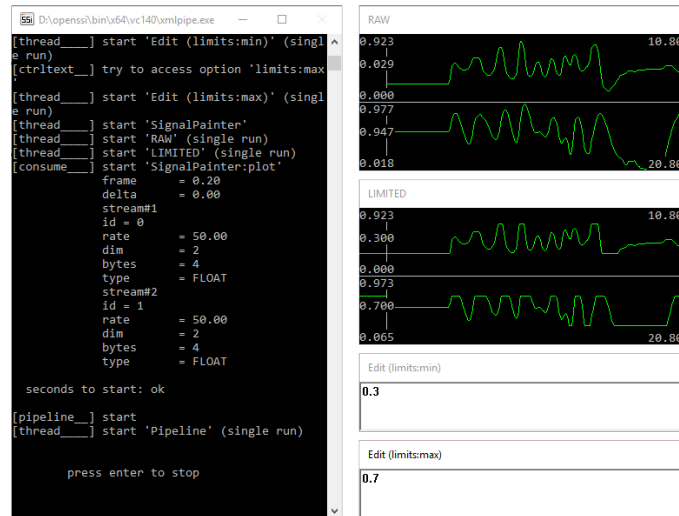 SSI D:\openssi\bin\x64\vc140\xmlpipe.exe
[thread____] start 'Edit (limits:min)' (singl
e run)
[ctrltext__] try to access option 'limits:max
'
[thread____] start 'Edit (limits:max)' (singl
e run)
[thread____] start 'SignalPainter'
[thread____] start 'RAW' (single run)
[thread____] start 'LIMITED' (single run)
[consume___] start 'SignalPainter:plot'
frame = 0.20
delta = 0.00
stream#1
id = 0
rate = 50.00
dim = 2
bytes = 4
type = FLOAT
stream#2
id = 1
rate = 50.00
dim = 2
bytes = 4
type = FLOAT
seconds to start: ok
[pipeline__] start
[thread____] start 'Pipeline' (single run)
press enter to stop
RAW
0.923 10.80
0.029
0.000
0.977
0.947
0.018 20.80
LIMITED
0.923 10.80
0.300
0.000
0.973
0.700
0.065 20.80
Edit (limits:min)
0.3
Edit (limits:max)
0.7